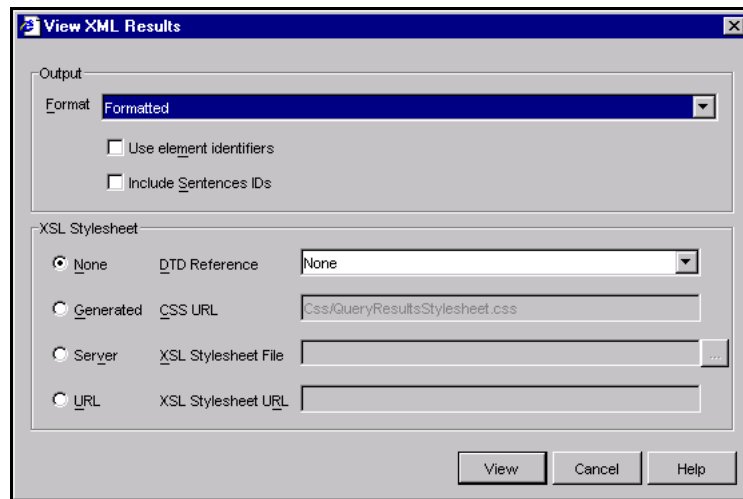 View XML Results
Output
Format Formatted
Use element identifiers
Include Sentences IDs
XSL Stylesheet
None DTD Reference None
Generated CSS URL Css/QueryResultsStylesheet.css
Server XSL Stylesheet File ...
URL XSL Stylesheet URL
View Cancel Help